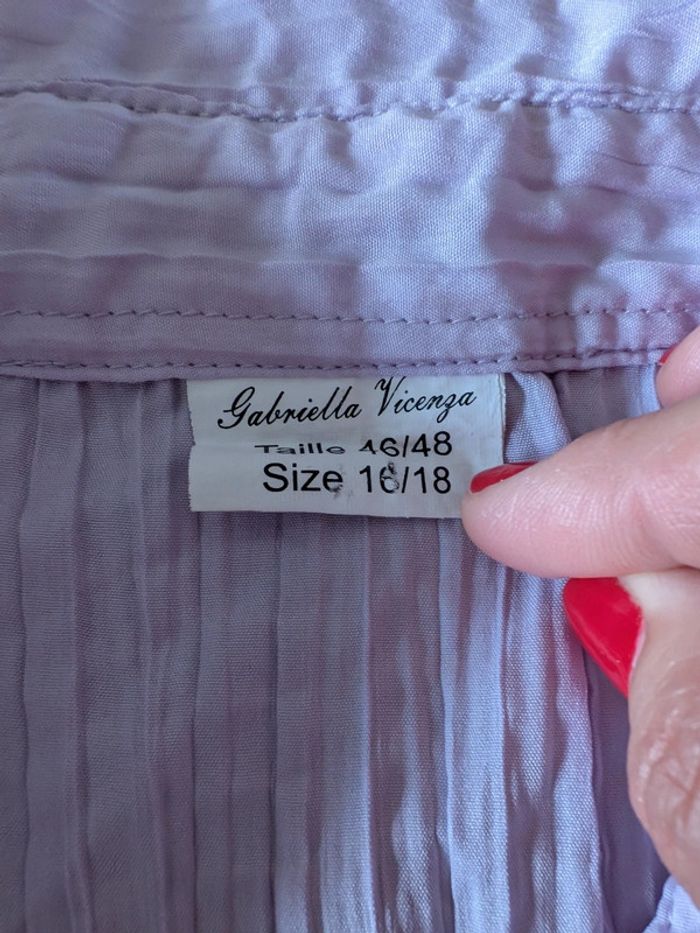 Gabriella Vicenza
Taille 46/48
Size 16/18